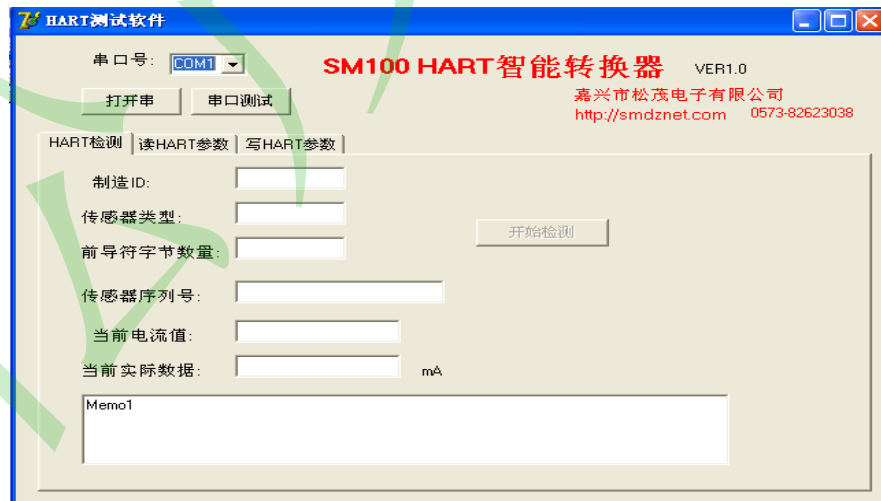 HART测试软件
串口号: COM1
SM100 HART智能转换器 VER1.0
打开串 串口测试
嘉兴市松茂电子有限公司
http://smdznet.com 0573-82623038
HART检测 读HART参数 写HART参数
制造ID:
传感器类型:
开始检测
前导符字节数量:
传感器序列号:
当前电流值:
当前实际数据: mA
Memo1